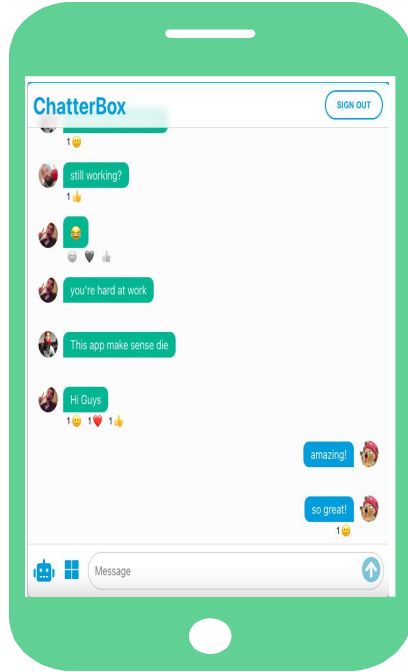 ChatterBox
SIGN OUT
1
still working?
1
you're hard at work
This app make sense die
Hi Guys
1 1 1
amazing!
so great!
1
Message